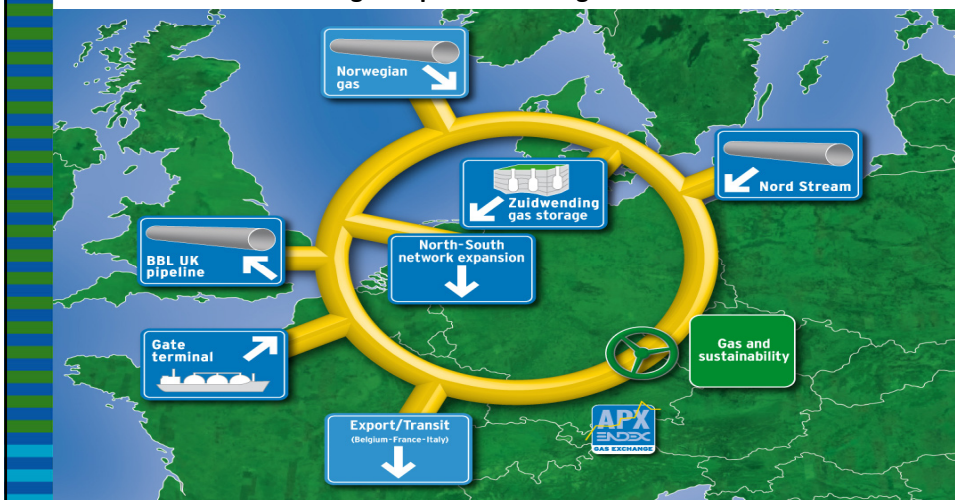 Norwegian
gas
Nord Stream
Zuidwending
gas storage
North-South
network expansion
BBL UK
pipeline
Gate
terminal
Gas and
sustainability
Export/Transit
(Belgium-France-Italy)
APX
ENDEX
GAS EXCHANGE